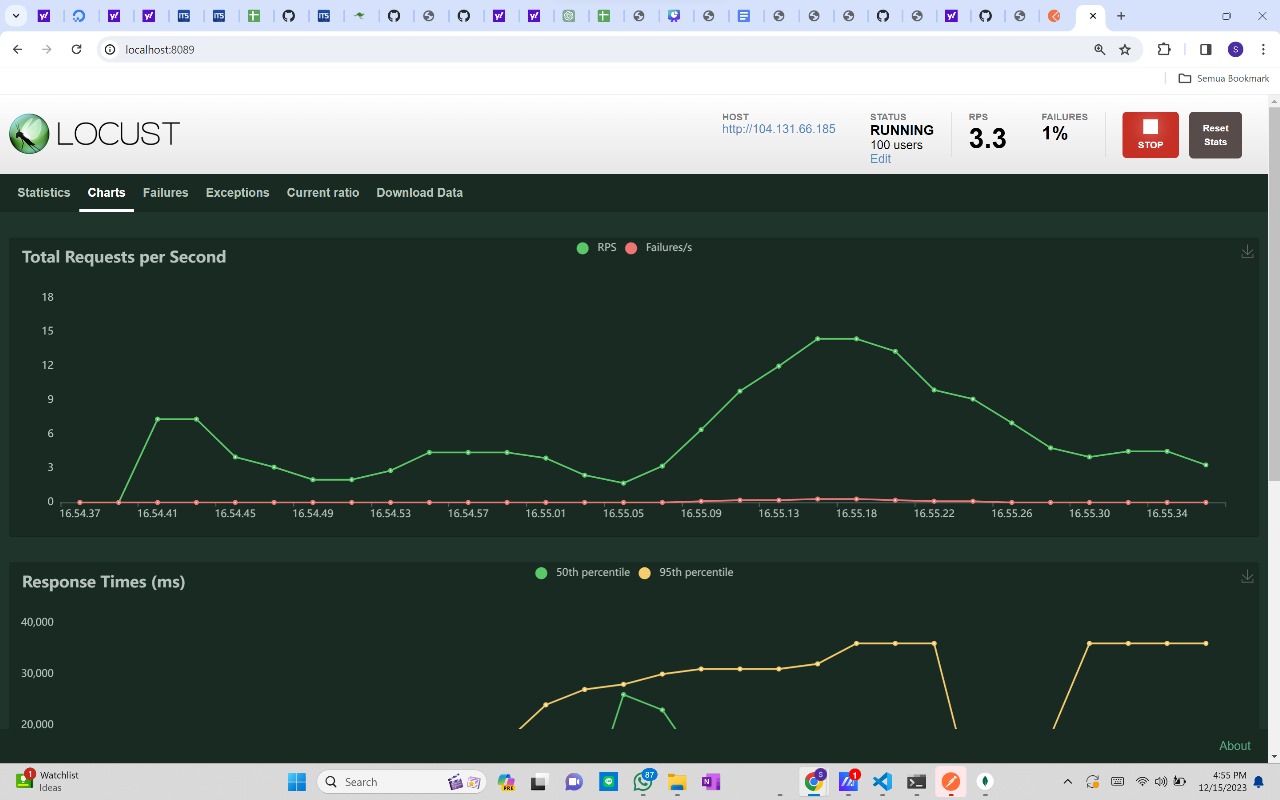 localhost:8089
S
Semua Bookmark
LOCUST
HOST
http://104.131.66.185
STATUS
RUNNING
100 users
Edit
RPS
3.3
FAILURES
1%
STOP
Reset
Stats
Statistics
Charts
Failures
Exceptions
Current ratio
Download Data
Total Requests per Second
RPS
Failures/s
18
15
12
9
6
3
0
16.54.37
16.54.41
16.54.45
16.54.49
16.54.53
16.54.57
16.55.01
16.55.05
16.55.09
16.55.13
16.55.18
16.55.22
16.55.26
16.55.30
16.55.34
Response Times (ms)
50th percentile
95th percentile
40,000
30,000
20,000
About
1
Watchlist
Ideas
Search
PRE
87
S
1
4:55 PM
12/15/2023